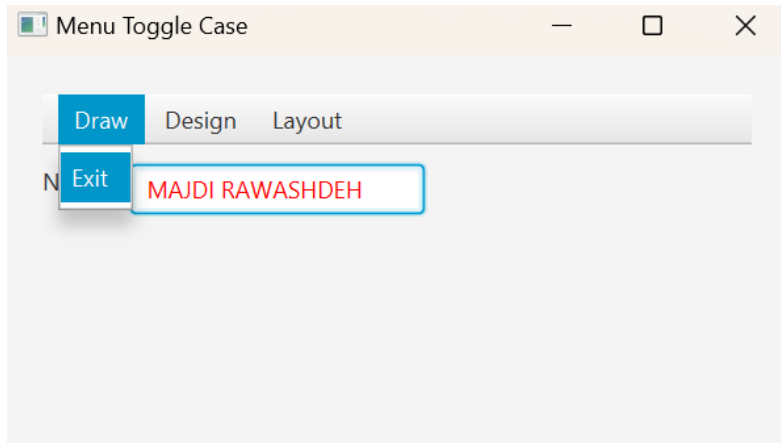 Menu Toggle Case
Draw Design Layout
N
Exit
MAJDI RAWASHDEH